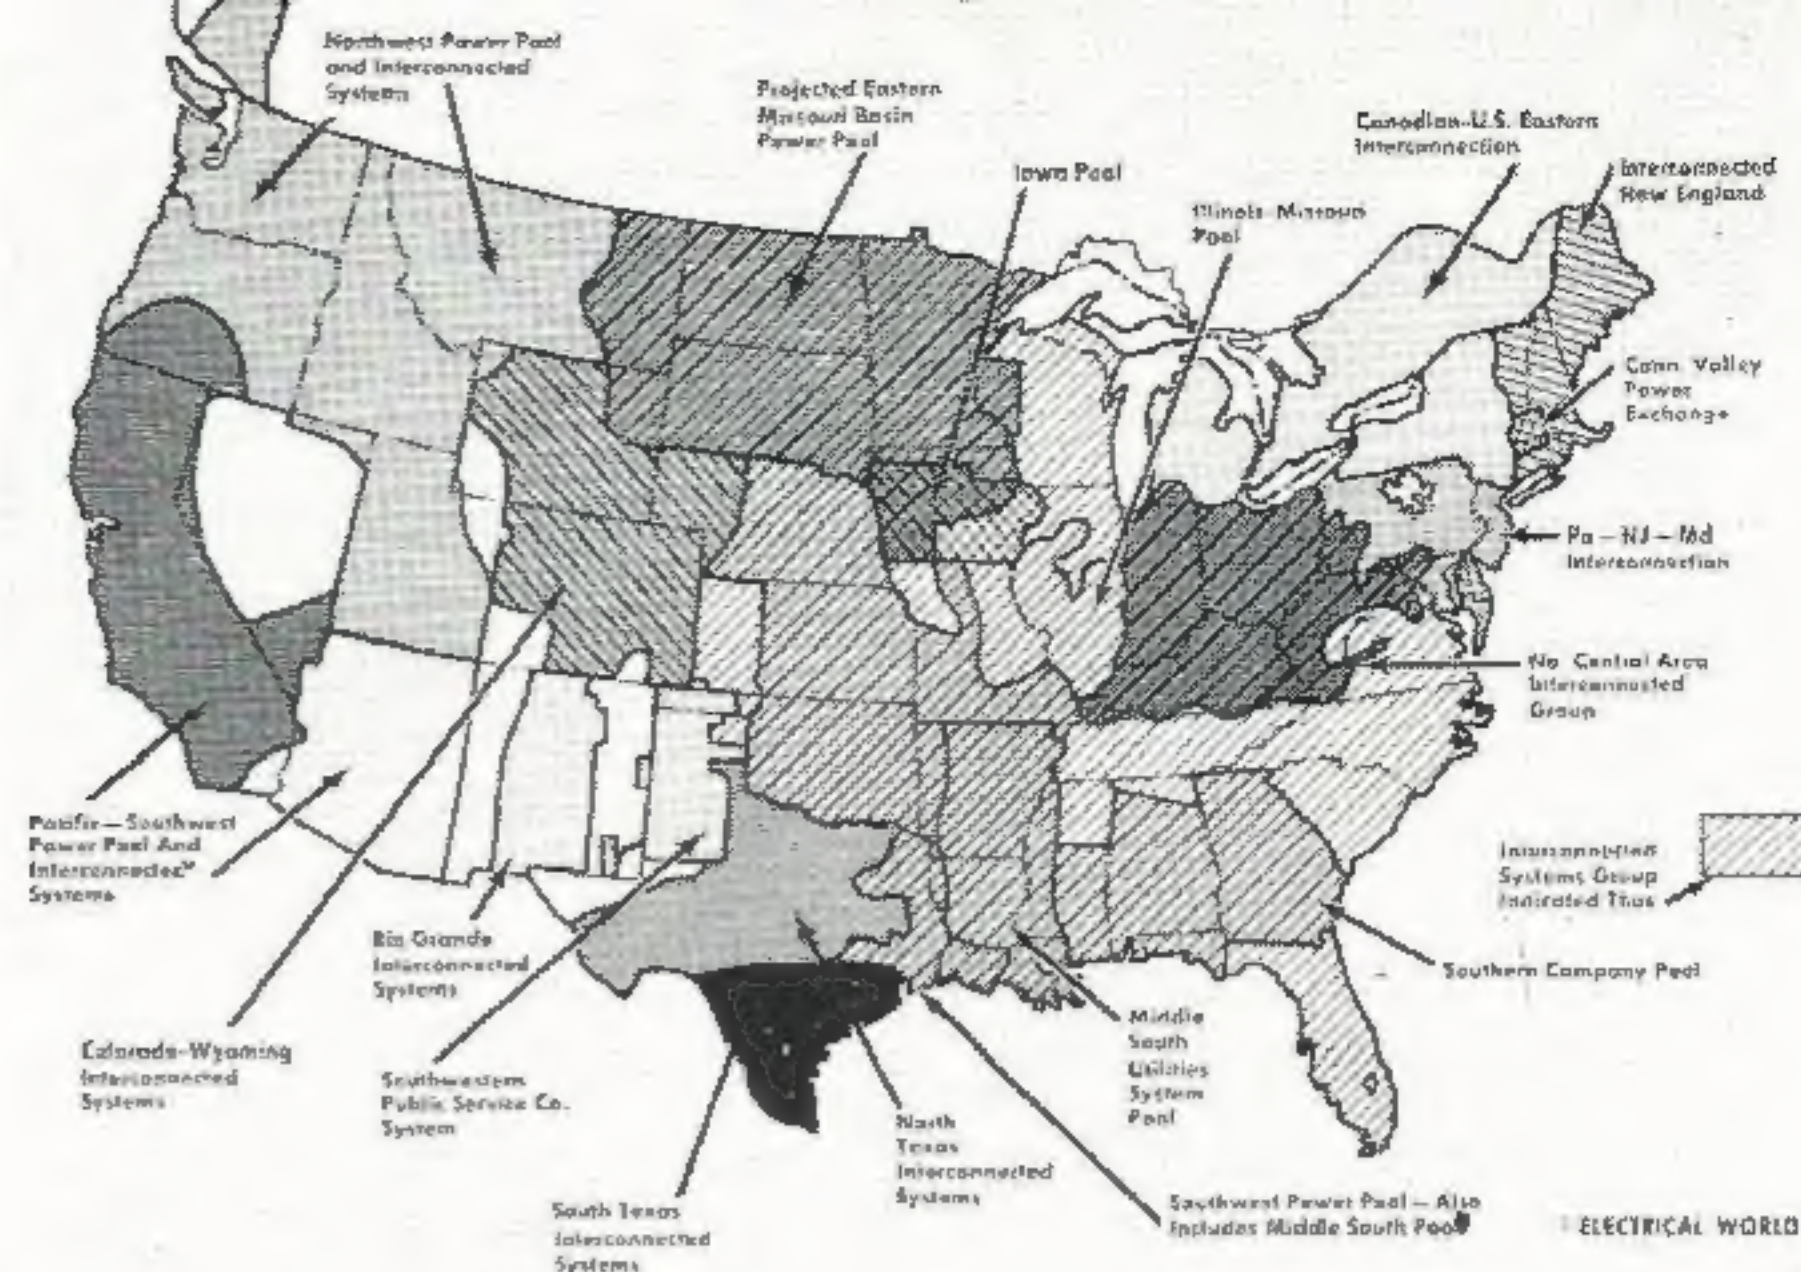 Northwest Power Pool
and Interconnected
Systems
Projected Eastern
Missouri Basin
Power Pool
Iowa Pool
Illinois Missouri
Pool
Canadian-U.S. Eastern
Interconnection
Interconnected
New England
Conn. Valley
Power
Exchange
Pa – NJ – Md
Interconnection
No. Central Area
Interconnected
Group
Interconnected
Systems Group
Indicated Thus
Southern Company Pool
Middle
South
Utilities
System
Pool
Southwest Power Pool – Also
Includes Middle South Pool
North
Texas
Interconnected
Systems
South Texas
Interconnected
Systems
Southwestern
Public Service Co.
System
Rio Grande
Interconnected
Systems
Colorado-Wyoming
Interconnected
Systems
Pacific – Southwest
Power Pool And
Interconnected
Systems
ELECTRICAL WORLD